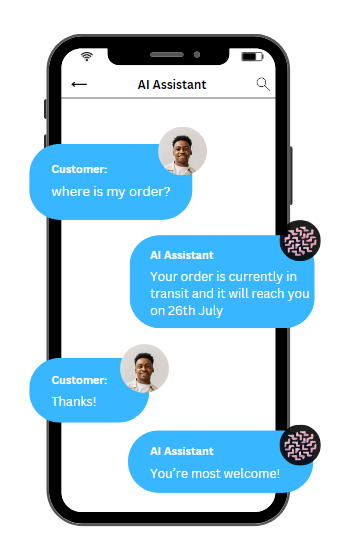 AI Assistant
Customer:
where is my order?
AI Assistant
Your order is currently in
transit and it will reach you
on 26th July
Customer:
Thanks!
AI Assistant
You’re most welcome!